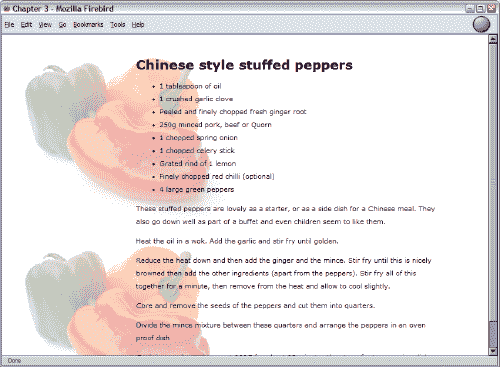 Chapter 3 - Mozilla Firebird
File Edit View Go Bookmarks Tools Help
Chinese style stuffed peppers
• 1 tablespoon of oil
• 1 crushed garlic clove
• Peeled and finely chopped fresh ginger root
• 250g minced pork, beef or Quorn
• 1 chopped spring onion
• 1 chopped celery stick
• Grated rind of 1 lemon
• Finely chopped red chilli (optional)
• 4 large green peppers
These stuffed peppers are lovely as a starter, or as a side dish for a Chinese meal. They
also go down well as part of a buffet and even children seem to like them.
Heat the oil in a wok. Add the garlic and stir fry until golden.
Reduce the heat down and then add the ginger and the mince. Stir fry until this is nicely
browned then add the other ingredients (apart from the peppers). Stir fry all of this
together for a minute, then remove from the heat and allow to cool slightly.
Core and remove the seeds of the peppers and cut them into quarters.
Divide the mince mixture between these quarters and arrange the peppers in an oven
proof dish
Done